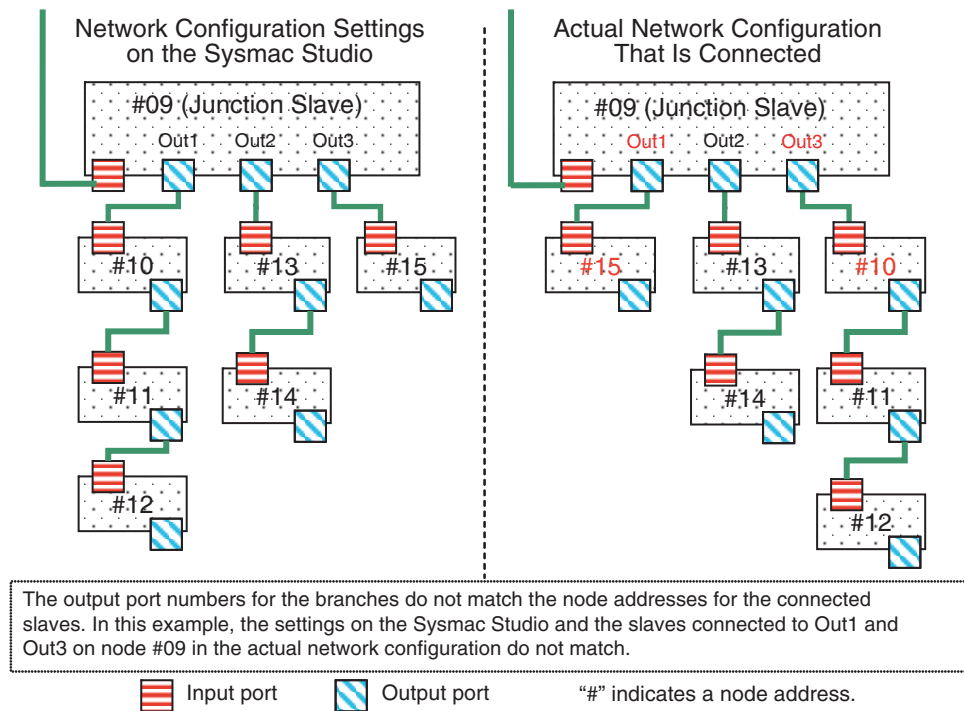 Network Configuration Settings
on the Sysmac Studio
#09 (Junction Slave)
Out1
Out2
Out3
#10
#13
#15
#11
#14
#12
Actual Network Configuration
That Is Connected
#09 (Junction Slave)
Out1
Out2
Out3
#15
#13
#10
#14
#11
#12
The output port numbers for the branches do not match the node addresses for the connected
slaves. In this example, the settings on the Sysmac Studio and the slaves connected to Out1 and
Out3 on node #09 in the actual network configuration do not match.
Input port
Output port
“#” indicates a node address.